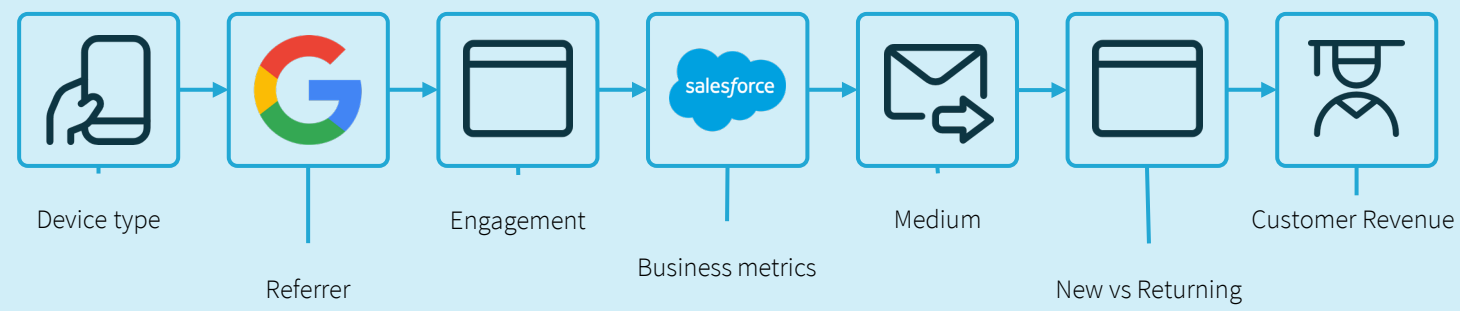 salesforce
Device type
Engagement
Medium
Customer Revenue
Business metrics
Referrer
New vs Returning